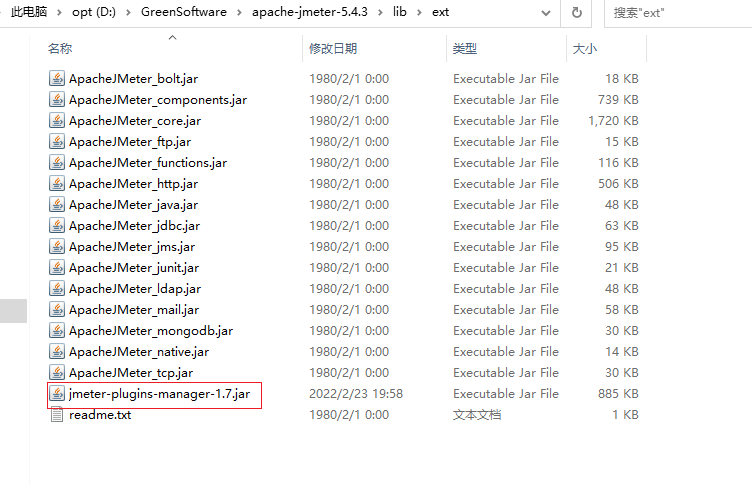 此电脑 › opt (D:) › GreenSoftware › apache-jmeter-5.4.3 › lib › ext 搜索"ext"
名称 修改日期 类型 大小
ApacheJMeter_bolt.jar 1980/2/1 0:00 Executable Jar File 18 KB
ApacheJMeter_components.jar 1980/2/1 0:00 Executable Jar File 739 KB
ApacheJMeter_core.jar 1980/2/1 0:00 Executable Jar File 1,720 KB
ApacheJMeter_ftp.jar 1980/2/1 0:00 Executable Jar File 15 KB
ApacheJMeter_functions.jar 1980/2/1 0:00 Executable Jar File 116 KB
ApacheJMeter_http.jar 1980/2/1 0:00 Executable Jar File 506 KB
ApacheJMeter_java.jar 1980/2/1 0:00 Executable Jar File 48 KB
ApacheJMeter_jdbc.jar 1980/2/1 0:00 Executable Jar File 63 KB
ApacheJMeter_jms.jar 1980/2/1 0:00 Executable Jar File 95 KB
ApacheJMeter_junit.jar 1980/2/1 0:00 Executable Jar File 21 KB
ApacheJMeter_ldap.jar 1980/2/1 0:00 Executable Jar File 48 KB
ApacheJMeter_mail.jar 1980/2/1 0:00 Executable Jar File 58 KB
ApacheJMeter_mongodb.jar 1980/2/1 0:00 Executable Jar File 30 KB
ApacheJMeter_native.jar 1980/2/1 0:00 Executable Jar File 14 KB
ApacheJMeter_tcp.jar 1980/2/1 0:00 Executable Jar File 30 KB
jmeter-plugins-manager-1.7.jar 2022/2/23 19:58 Executable Jar File 885 KB
readme.txt 1980/2/1 0:00 文本文档 1 KB